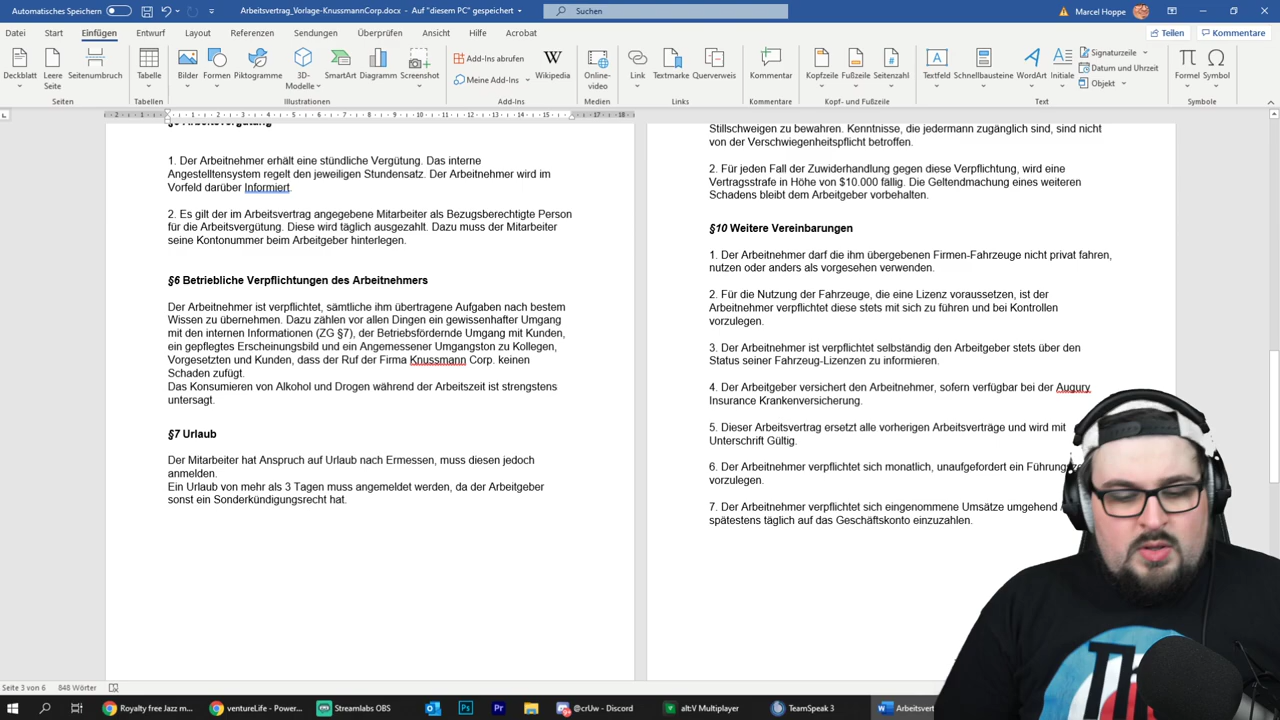 Automatisches Speichern
Arbeitsvertrag_Vorlage-KnussmannCorp.docx - Auf "diesem PC" gespeichert
Suchen
Marcel Hoppe
Datei Start Einfügen Entwurf Layout Referenzen Sendungen Überprüfen Ansicht Hilfe Acrobat
Teilen Kommentare
Deckblatt Leere Seite Seitenumbruch Tabelle Bilder Formen Piktogramme 3D-Modelle SmartArt Diagramm Screenshot
Add-Ins abrufen
Meine Add-Ins
Wikipedia Online-video Link Textmarke Querverweis Kommentar Kopfzeile Fußzeile Seitenzahl Textfeld Schnellbausteine WordArt Initiale
Signaturzeile
Datum und Uhrzeit
Objekt
Formel Symbol
Seiten Tabellen Illustrationen Add-Ins Medien Links Kommentare Kopf- und Fußzeile Text Symbole
1. Der Arbeitnehmer erhält eine stündliche Vergütung. Das interne
Angestelltensystem regelt den jeweiligen Stundensatz. Der Arbeitnehmer wird im
Vorfeld darüber Informiert.
2. Es gilt der im Arbeitsvertrag angegebene Mitarbeiter als Bezugsberechtigte Person
für die Arbeitsvergütung. Diese wird täglich ausgezahlt. Dazu muss der Mitarbeiter
seine Kontonummer beim Arbeitgeber hinterlegen.
§6 Betriebliche Verpflichtungen des Arbeitnehmers
Der Arbeitnehmer ist verpflichtet, sämtliche ihm übertragene Aufgaben nach bestem
Wissen zu übernehmen. Dazu zählen vor allen Dingen ein gewissenhafter Umgang
mit den internen Informationen (ZG §7), der Betriebsfördernde Umgang mit Kunden,
ein gepflegtes Erscheinungsbild und ein Angemessener Umgangston zu Kollegen,
Vorgesetzten und Kunden, dass der Ruf der Firma Knussmann Corp. keinen
Schaden zufügt.
Das Konsumieren von Alkohol und Drogen während der Arbeitszeit ist strengstens
untersagt.
§7 Urlaub
Der Mitarbeiter hat Anspruch auf Urlaub nach Ermessen, muss diesen jedoch
anmelden.
Ein Urlaub von mehr als 3 Tagen muss angemeldet werden, da der Arbeitgeber
sonst ein Sonderkündigungsrecht hat.
Stillschweigen zu bewahren. Kenntnisse, die jedermann zugänglich sind, sind nicht
von der Verschwiegenheitspflicht betroffen.
2. Für jeden Fall der Zuwiderhandlung gegen diese Verpflichtung, wird eine
Vertragsstrafe in Höhe von $10.000 fällig. Die Geltendmachung eines weiteren
Schadens bleibt dem Arbeitgeber vorbehalten.
§10 Weitere Vereinbarungen
1. Der Arbeitnehmer darf die ihm übergebenen Firmen-Fahrzeuge nicht privat fahren,
nutzen oder anders als vorgesehen verwenden.
2. Für die Nutzung der Fahrzeuge, die eine Lizenz voraussetzen, ist der
Arbeitnehmer verpflichtet diese stets mit sich zu führen und bei Kontrollen
vorzulegen.
3. Der Arbeitnehmer ist verpflichtet selbständig den Arbeitgeber stets über den
Status seiner Fahrzeug-Lizenzen zu informieren.
4. Der Arbeitgeber versichert den Arbeitnehmer, sofern verfügbar bei der Augury
Insurance Krankenversicherung.
5. Dieser Arbeitsvertrag ersetzt alle vorherigen Arbeitsverträge und wird mit
Unterschrift Gültig.
6. Der Arbeitnehmer verpflichtet sich monatlich, unaufgefordert ein
vorzulegen.
7. Der Arbeitnehmer verpflichtet sich eingenommene Umsätze umgehend
spätestens täglich auf das Geschäftskonto einzuzahlen.
Seite 3 von 6 848 Wörter
Royalty free Jazz m... ventureLife - Power... Streamlabs OBS @crUw - Discord alt:V Multiplayer TeamSpeak 3 Arbeitsvert